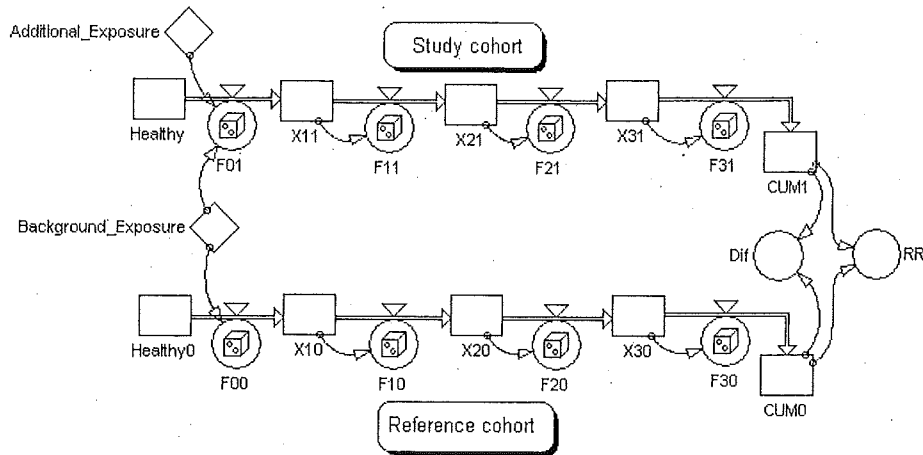 Additional_Exposure
Study cohort
Healthy
F01
X11
F11
X21
F21
X31
F31
CUM1
Background_Exposure
Dif
RR
Healthy0
F00
X10
F10
X20
F20
X30
F30
CUM0
Reference cohort